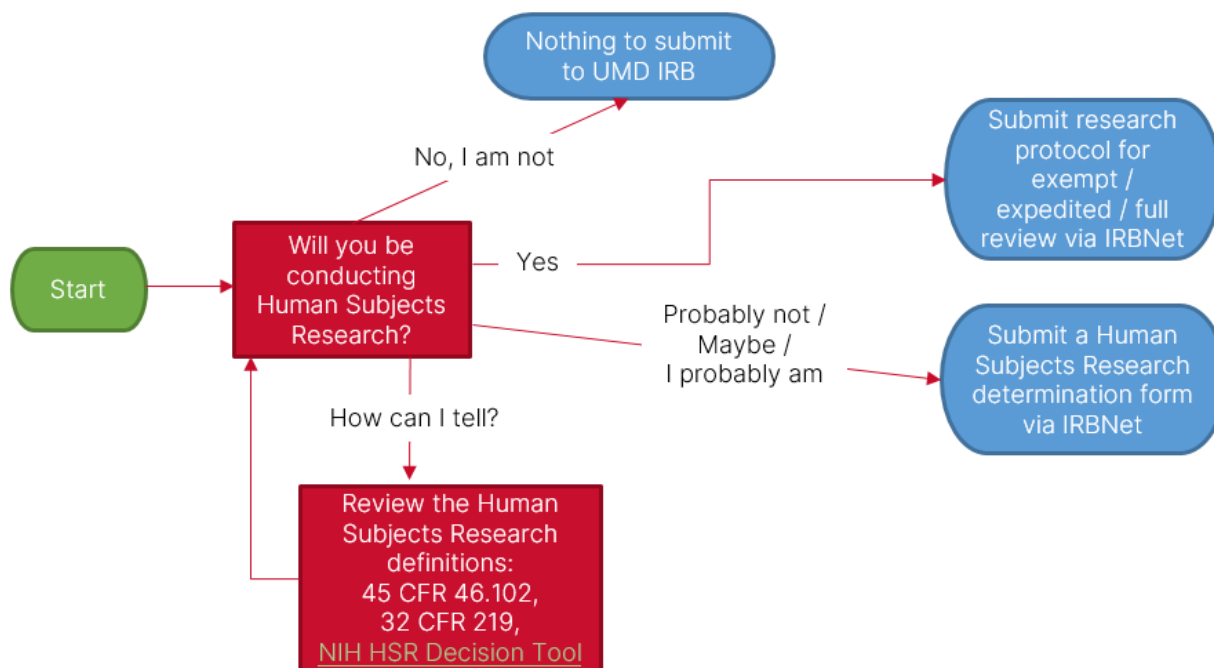 Nothing to submit
to UMD IRB
Submit research
protocol for
exempt /
expedited / full
review via IRBNet
No, I am not
Will you be
conducting
Human Subjects
Research?
Yes
Start
Probably not /
Maybe /
I probably am
Submit a Human
Subjects Research
determination form
via IRBNet
How can I tell?
Review the Human
Subjects Research
definitions:
45 CFR 46.102,
32 CFR 219,
NIH HSR Decision Tool